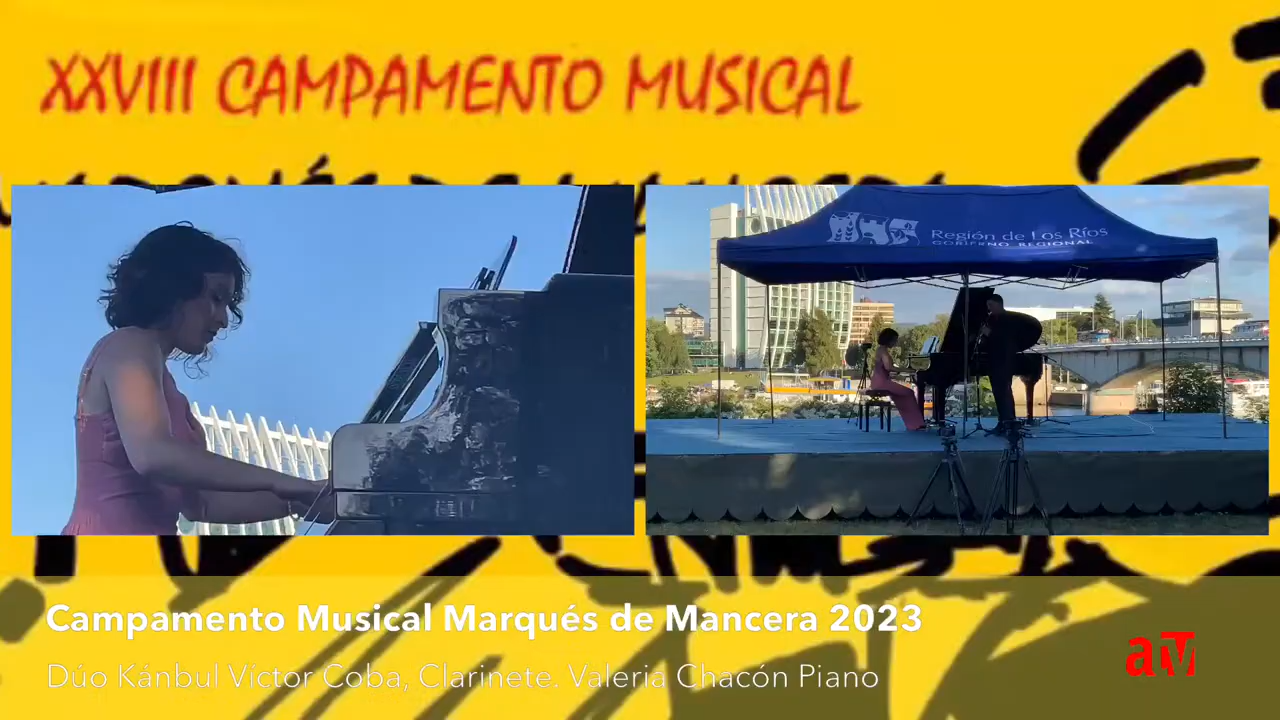 XXVIII CAMPAMENTO MUSICAL
Región de Los Ríos
GOBIERNO REGIONAL
Campamento Musical Marqués de Mancera 2023
Dúo Kánbul Víctor Coba, Clarinete. Valeria Chacón Piano
atv